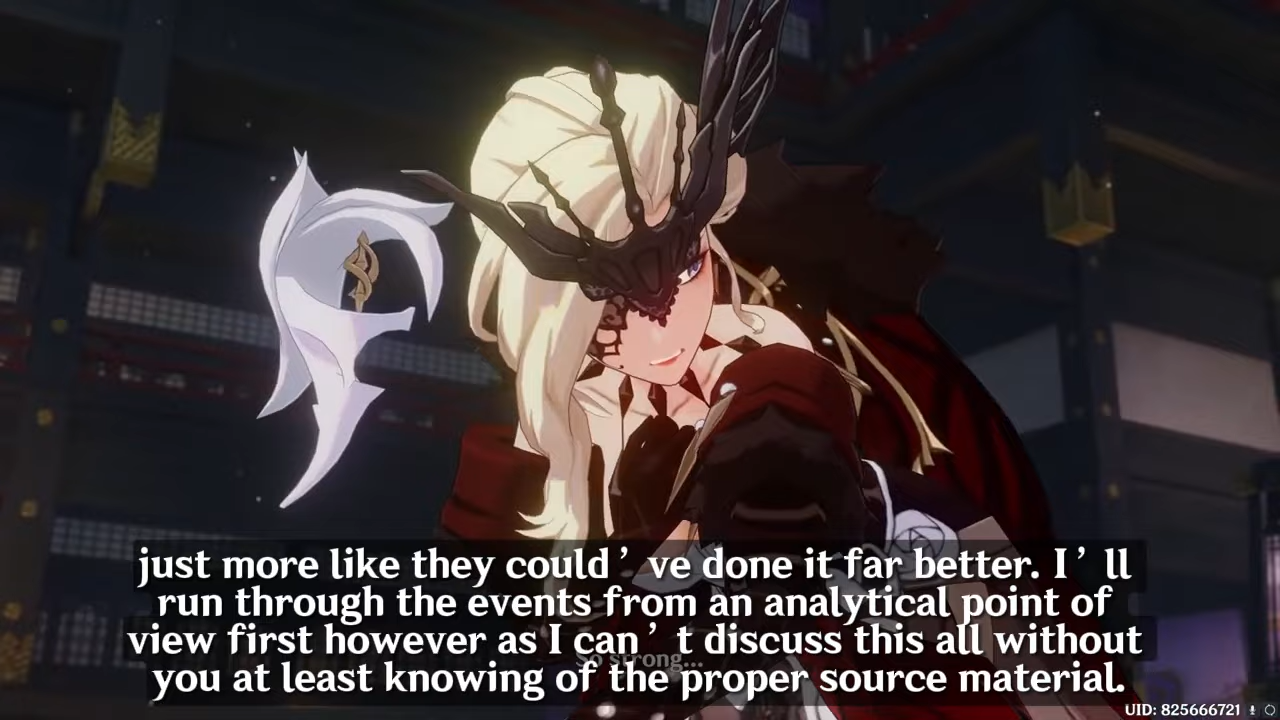 just more like they could’ve done it far better. I’ll
run through the events from an analytical point of
view first however as I can’t discuss this all without
So strong...
you at least knowing of the proper source material.
UID: 825666721